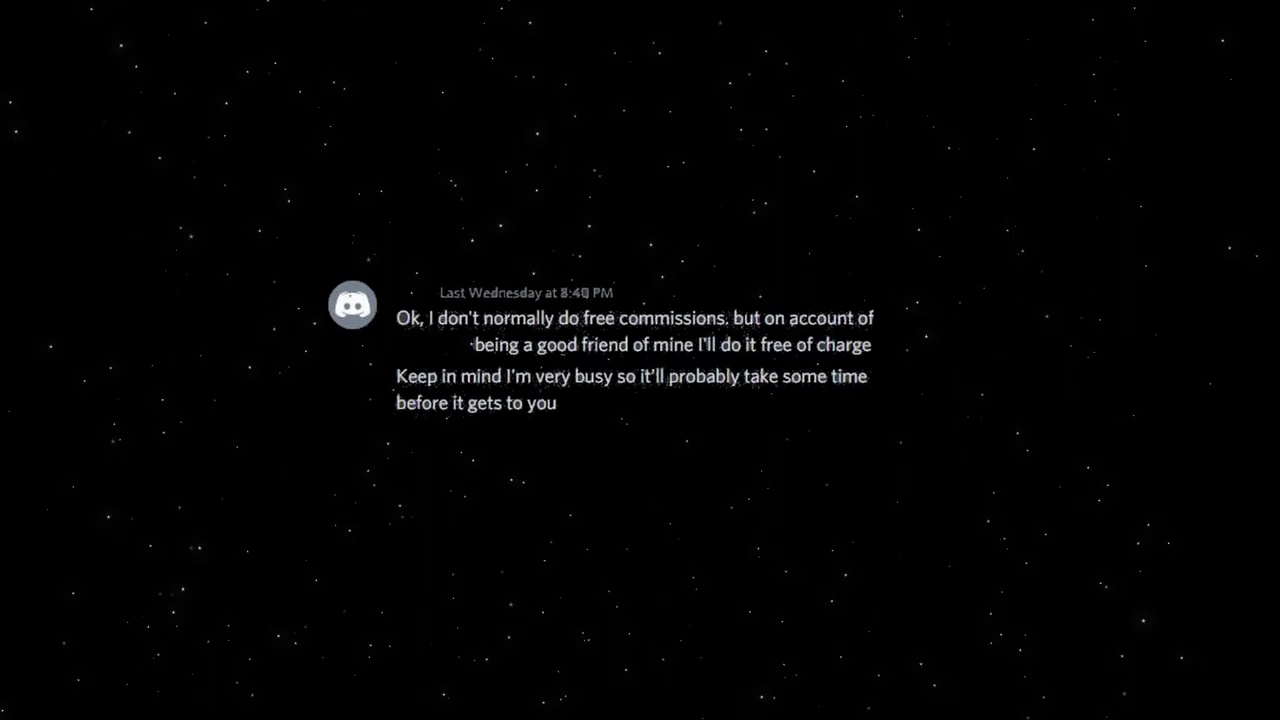 Last Wednesday at 8:40 PM
Ok, I don't normally do free commissions. but on account of
being a good friend of mine I'll do it free of charge
Keep in mind I'm very busy so it'll probably take some time
before it gets to you